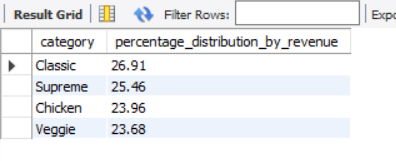 Result Grid Filter Rows: Expo
category percentage_distribution_by_revenue
Classic 26.91
Supreme 25.46
Chicken 23.96
Veggie 23.68